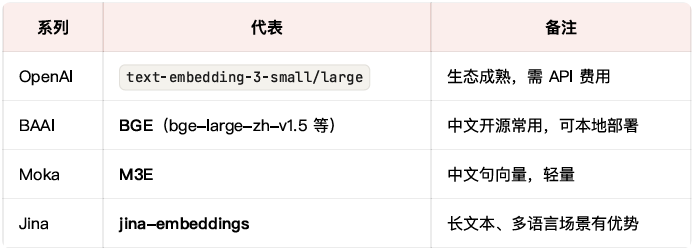 系列 代表 备注
OpenAI text-embedding-3-small/large 生态成熟，需 API 费用
BAAI BGE（bge-large-zh-v1.5 等） 中文开源常用，可本地部署
Moka M3E 中文句向量，轻量
Jina jina-embeddings 长文本、多语言场景有优势